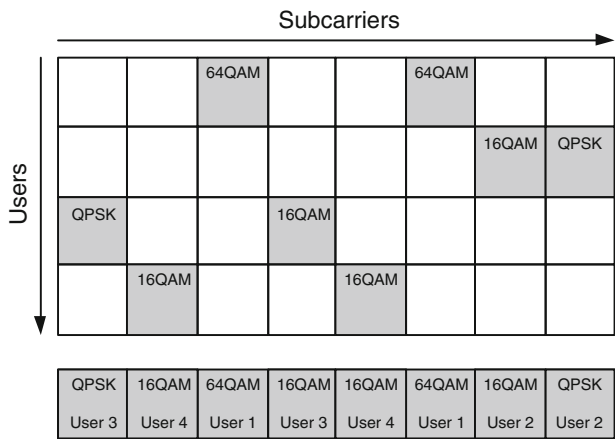 Subcarriers
Users
64QAM 64QAM
16QAM QPSK
QPSK 16QAM
16QAM 16QAM
QPSK 16QAM 64QAM 16QAM 16QAM 64QAM 16QAM QPSK
User 3 User 4 User 1 User 3 User 4 User 1 User 2 User 2